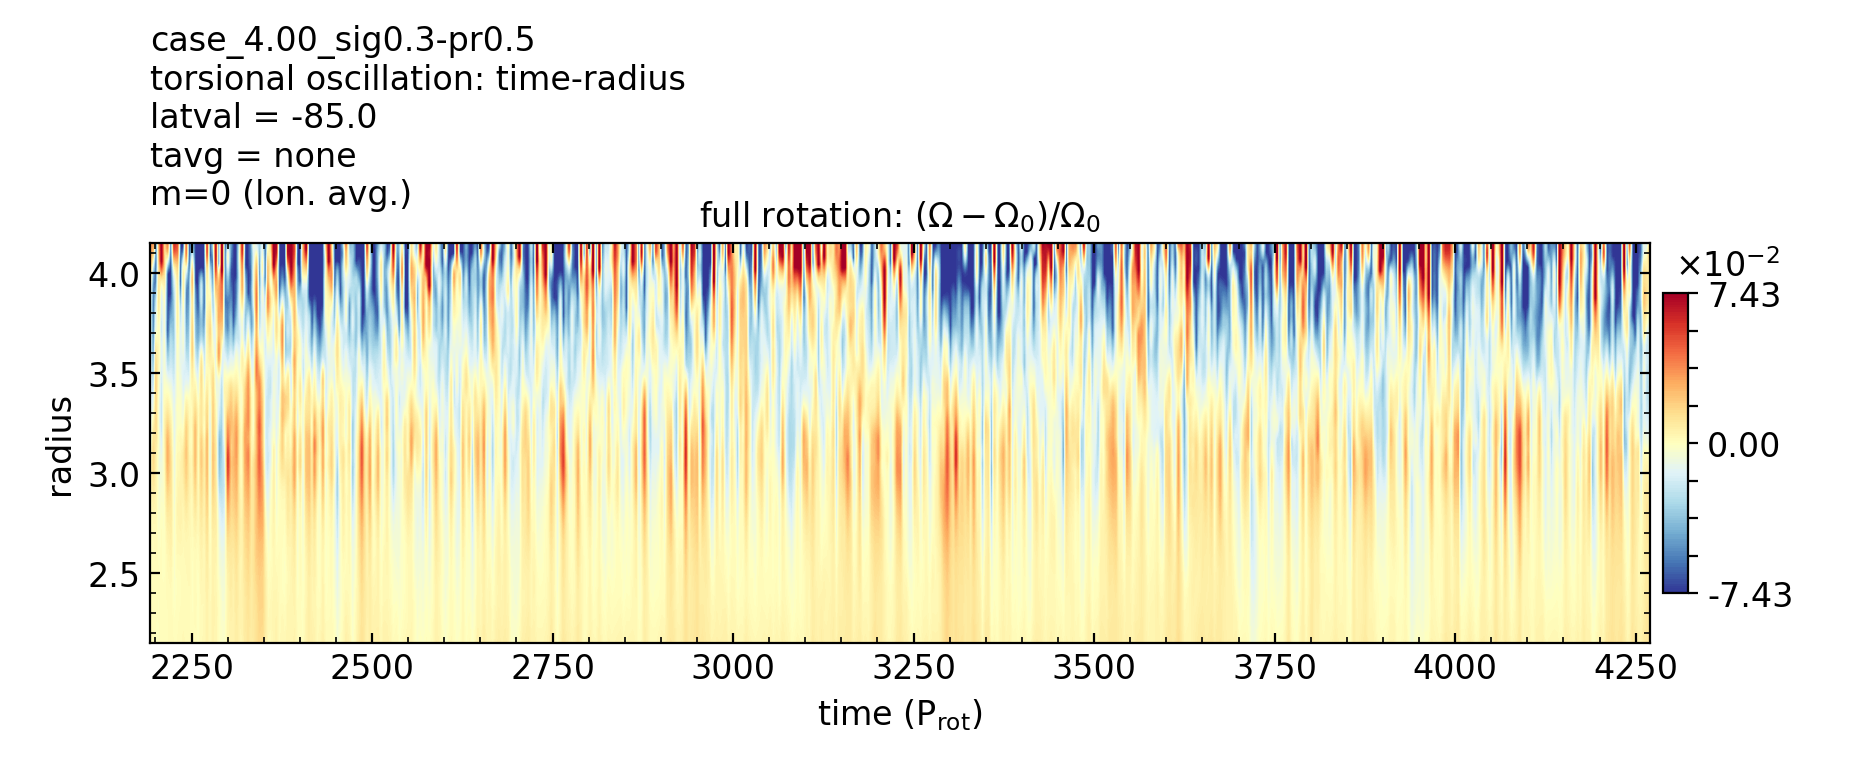 case_4.00_sig0.3-pr0.5
torsional oscillation: time-radius
latval = -85.0
tavg = none
m=0 (lon. avg.)
full rotation: (Ω − Ω₀)/Ω₀
×10⁻²
7.43
0.00
-7.43
radius
4.0
3.5
3.0
2.5
2250 2500 2750 3000 3250 3500 3750 4000 4250
time (P_rot)